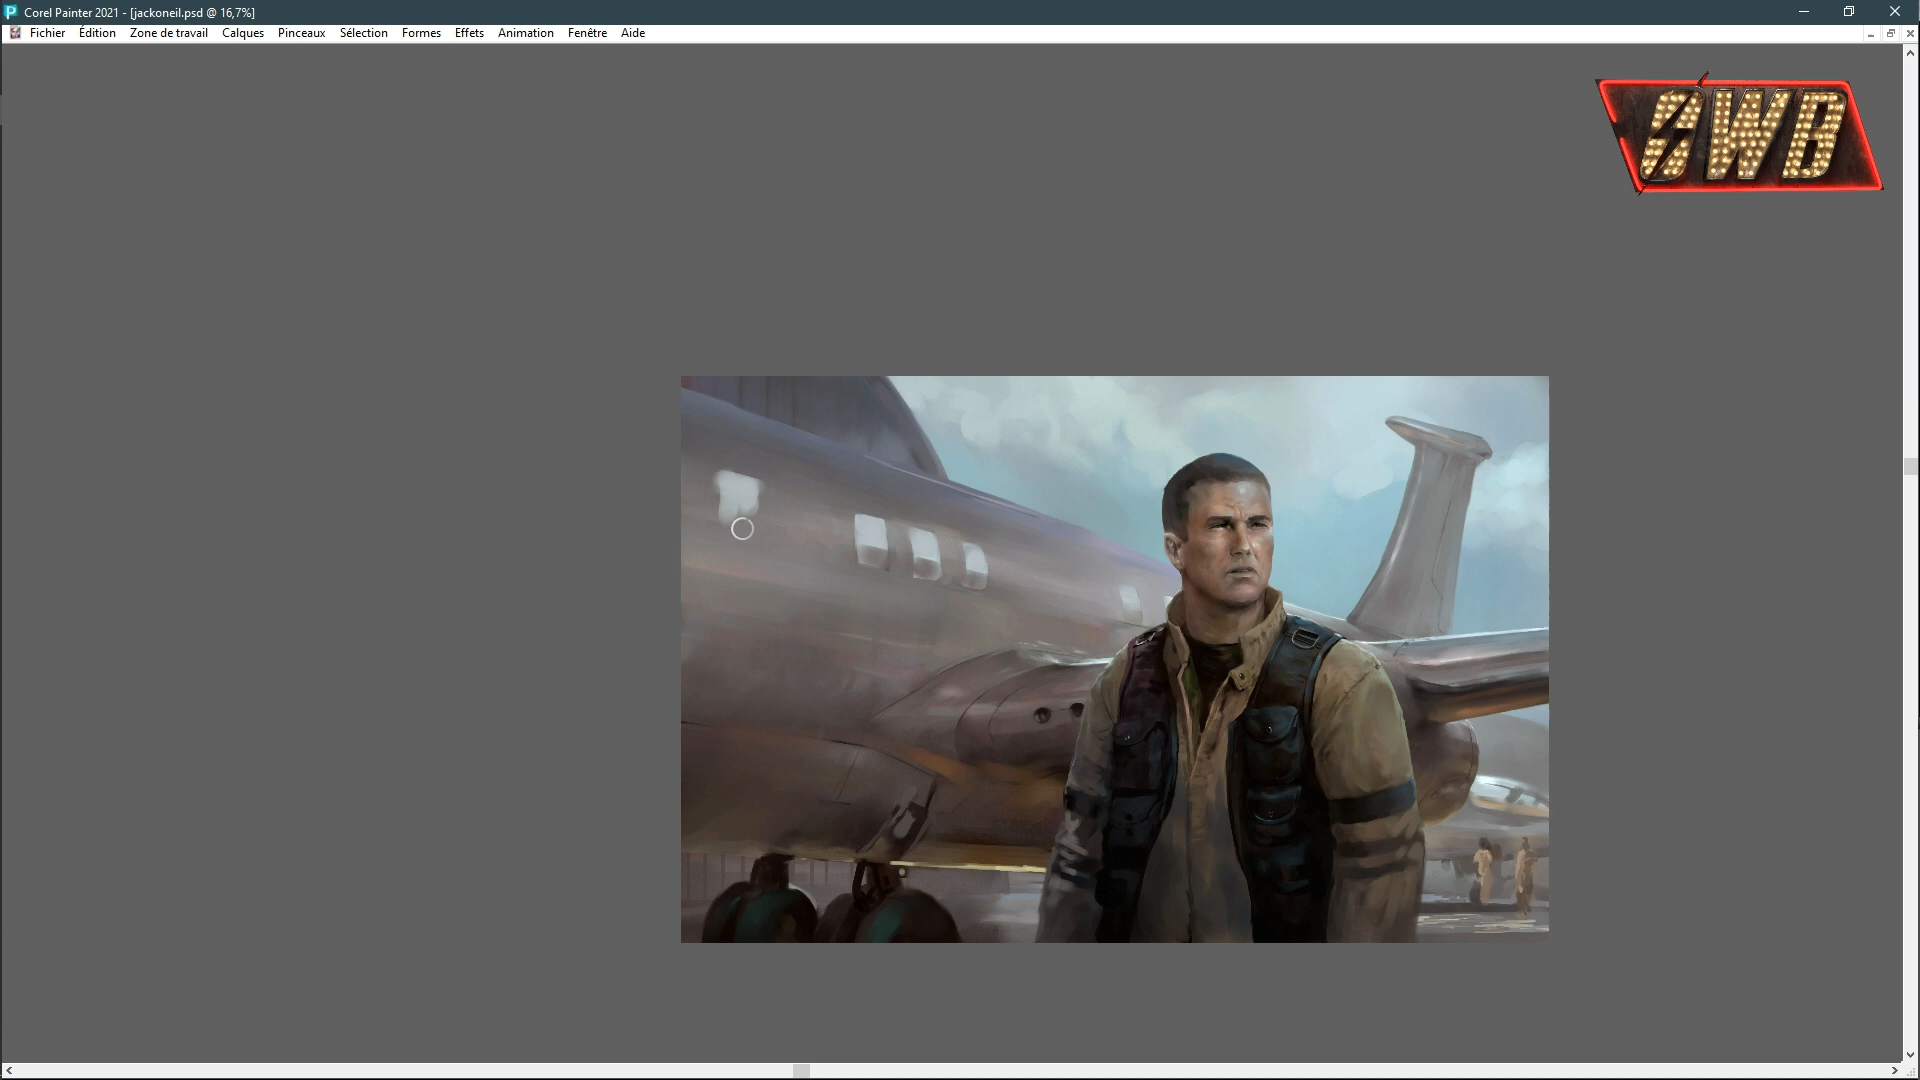 Corel Painter 2021 - [jackoneil.psd @ 16,7%]
Fichier Édition Zone de travail Calques Pinceaux Sélection Formes Effets Animation Fenêtre Aide
OWB